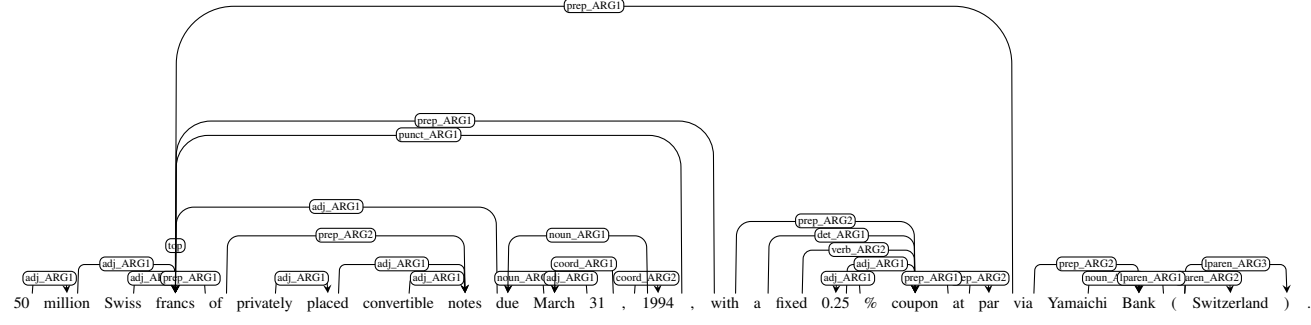 prep_ARG1
prep_ARG1
punct_ARG1
adj_ARG1
prep_ARG2
top
prep_ARG2 noun_ARG1 det_ARG1
verb_ARG2
adj_ARG1 adj_ARG1 coord_ARG1 adj_ARG1 prep_ARG2 lparen_ARG3
adj_ARG1 prep_ARG1 adj_ARG1 adj_ARG1 adj_ARG1 coord_ARG2 adj_ARG1 prep_ARG1 lparen_ARG1
50 million Swiss francs of privately placed convertible notes due March 31 , 1994 , with a fixed 0.25 % coupon at par via Yamaichi Bank ( Switzerland ) .